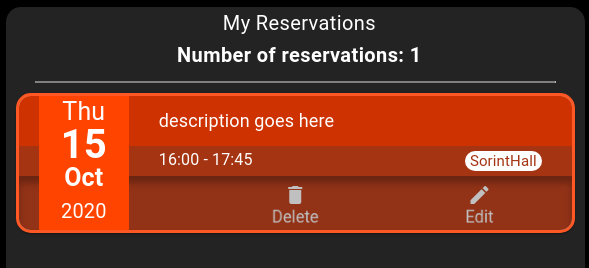 My Reservations
Number of reservations: 1
Thu
15
Oct
2020
description goes here
16:00 - 17:45
SorintHall
Delete
Edit